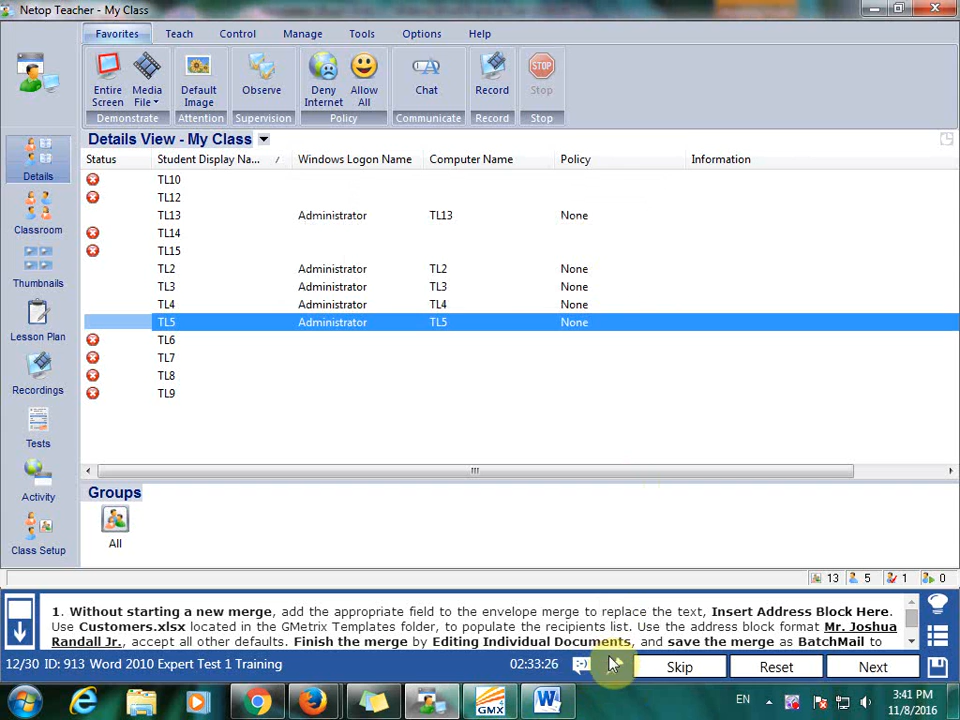 Netop Teacher - My Class
Favorites Teach Control Manage Tools Options Help
Entire Screen Media File Default Image Observe Deny Internet Allow All Chat Record STOP Stop
Demonstrate Attention Supervision Policy Communicate Record Stop
Details View - My Class
Status Student Display Na... Windows Logon Name Computer Name Policy Information
TL10
TL12
TL13 Administrator TL13 None
TL14
TL15
TL2 Administrator TL2 None
TL3 Administrator TL3 None
TL4 Administrator TL4 None
TL5 Administrator TL5 None
TL6
TL7
TL8
TL9
Details
Classroom
Thumbnails
Lesson Plan
Recordings
Tests
Activity
Class Setup
Groups
All
13 5 1 0
1. Without starting a new merge, add the appropriate field to the envelope merge to replace the text, Insert Address Block Here.
Use Customers.xlsx located in the GMetrix Templates folder, to populate the recipients list. Use the address block format Mr. Joshua
Randall Jr., accept all other defaults. Finish the merge by Editing Individual Documents, and save the merge as BatchMail to
12/30 ID: 913 Word 2010 Expert Test 1 Training 02:33:26 Skip Reset Next
GMX EN 3:41 PM
11/8/2016